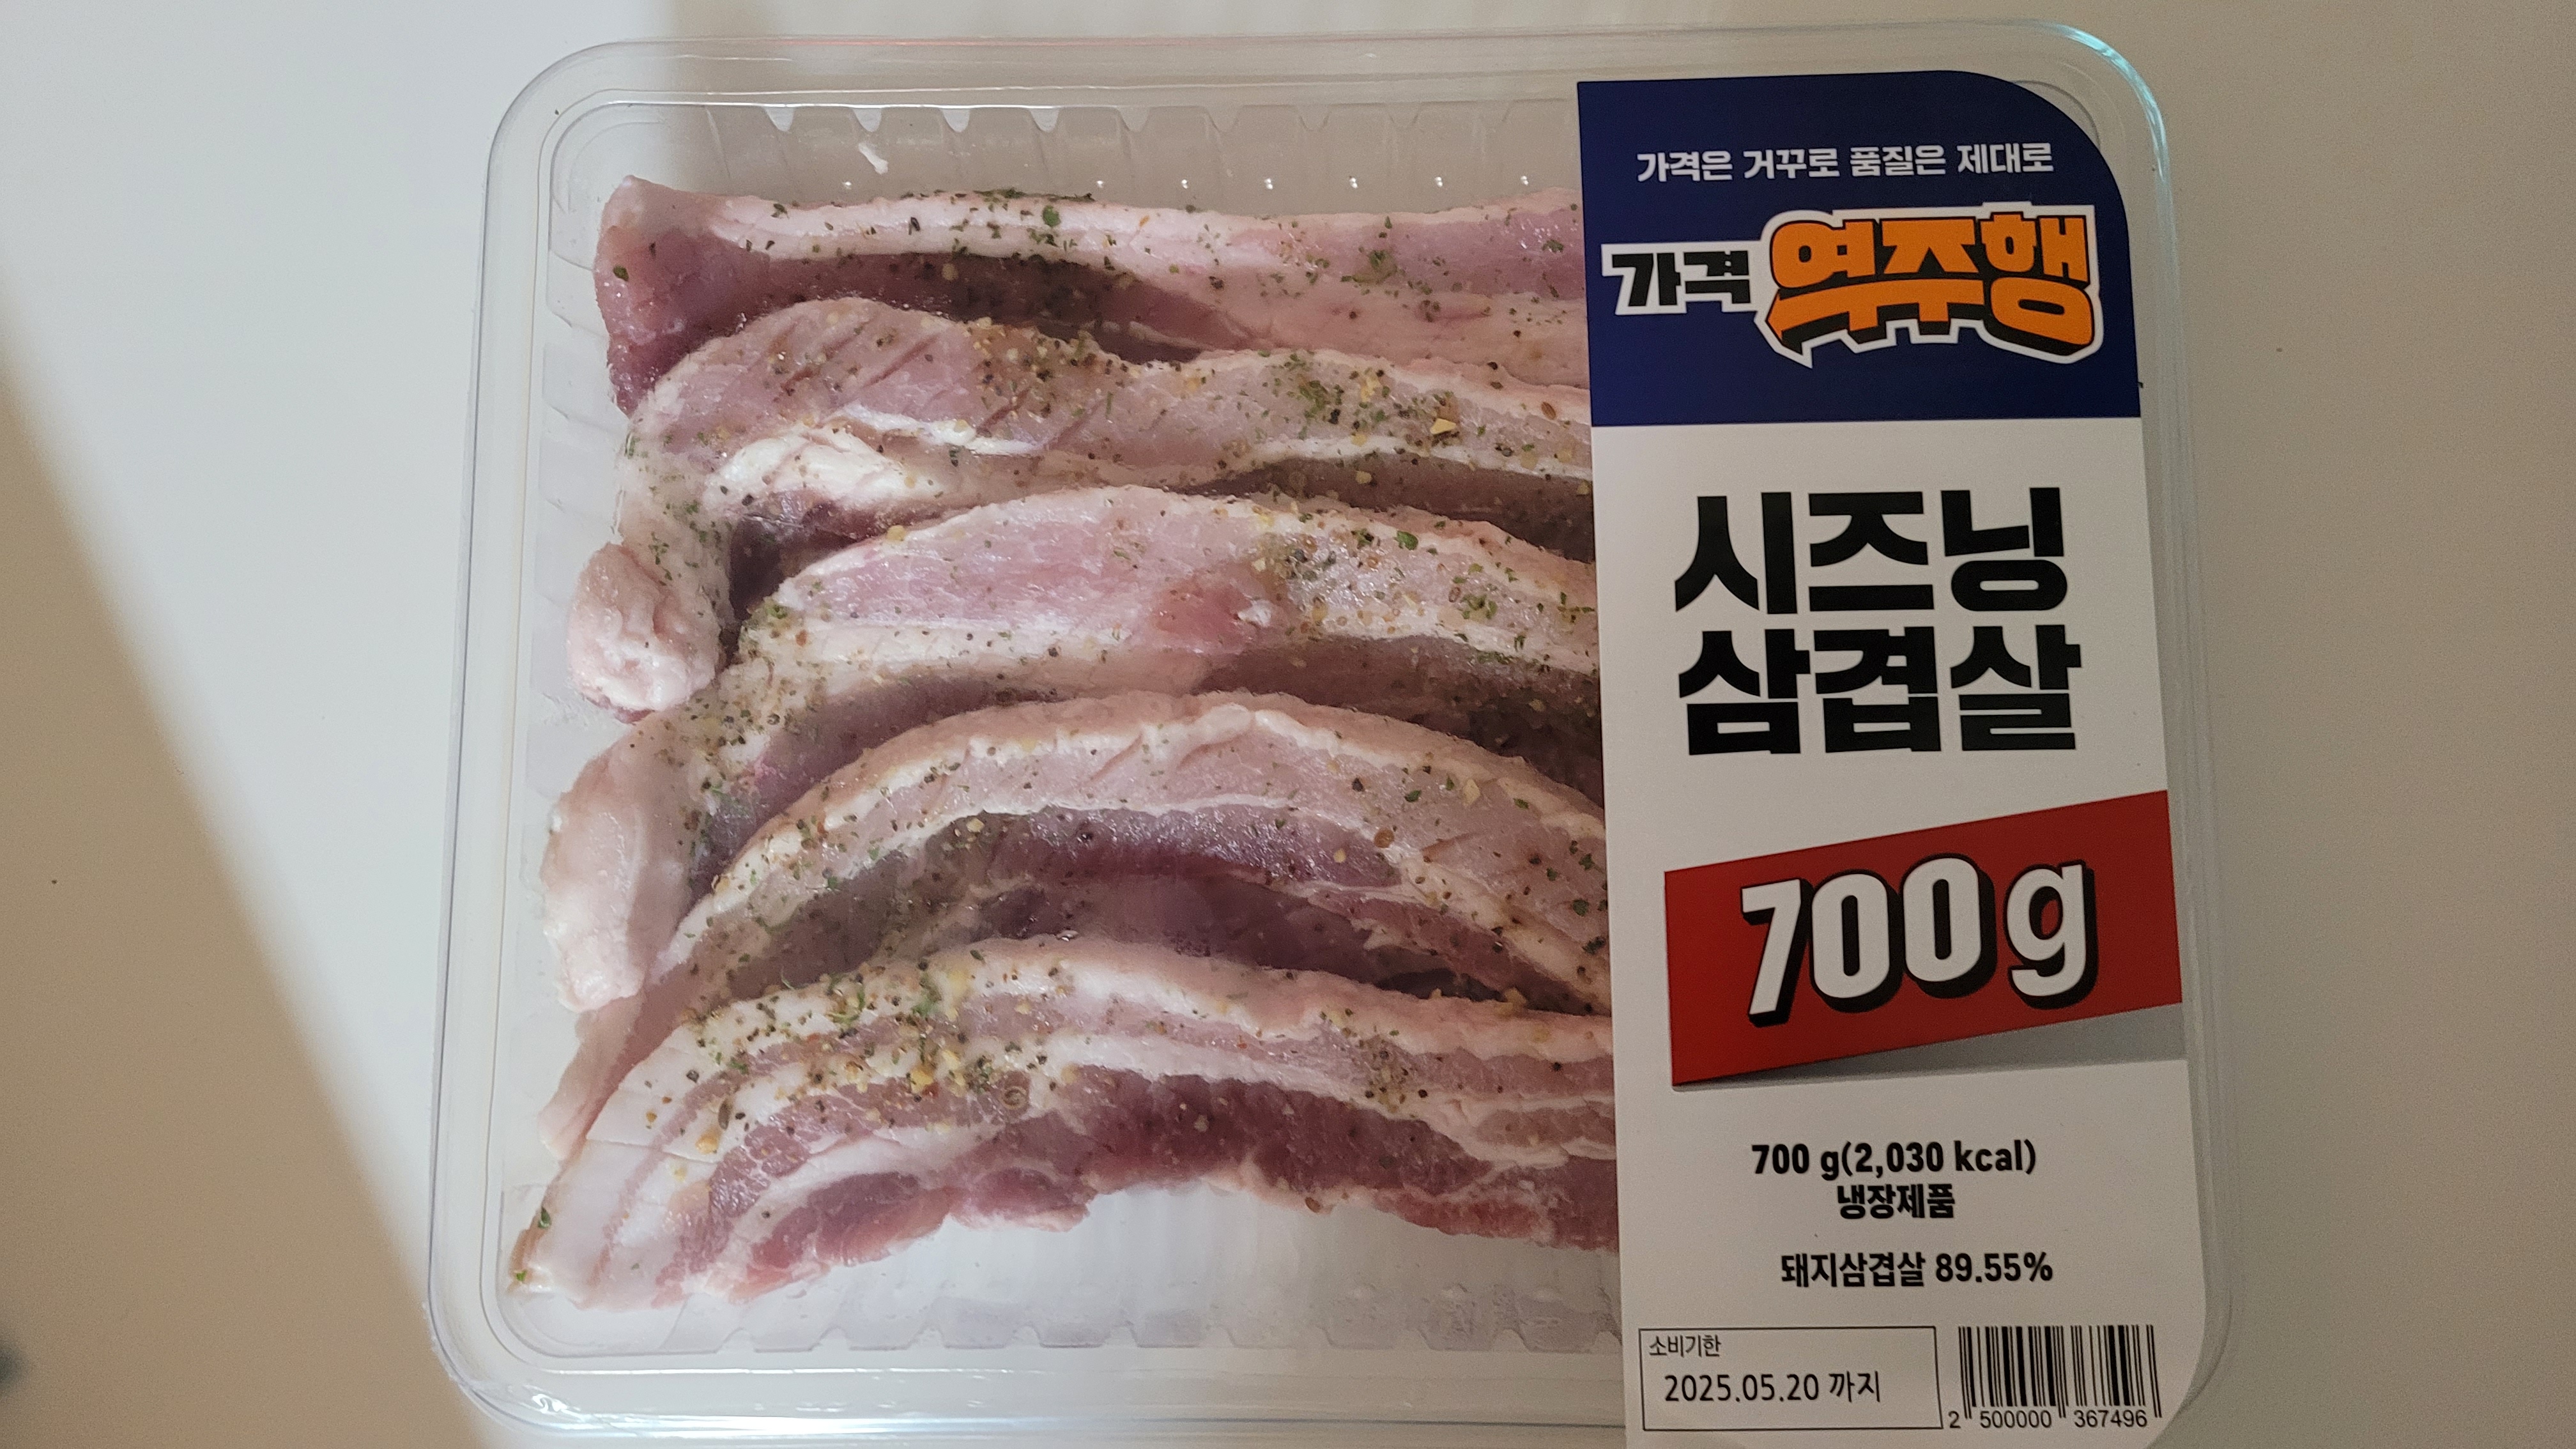 가격은 거꾸로 품질은 제대로
가격 역주행
시즈닝
삼겹살
700g
700 g(2,030 kcal)
냉장제품
돼지삼겹살 89.55%
소비기한
2025.05.20 까지
2 500000 367496